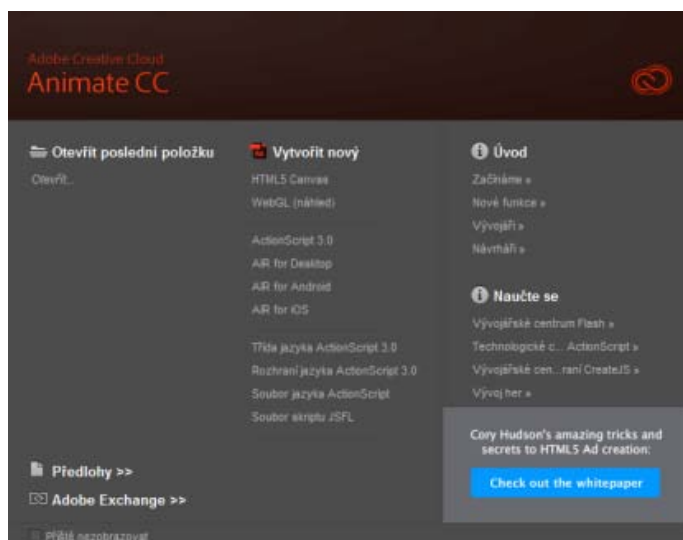 Adobe Creative Cloud
Animate CC
Otevřít poslední položku
Otevřít...
Předlohy >>
Adobe Exchange >>
Příště nezobrazovat
Vytvořit nový
HTML5 Canvas
WebGL (náhled)
ActionScript 3.0
AIR for Desktop
AIR for Android
AIR for iOS
Třída jazyka ActionScript 3.0
Rozhraní jazyka ActionScript 3.0
Soubor jazyka ActionScript
Soubor skriptu JSFL
Úvod
Začínáme »
Nové funkce »
Vývojáři »
Návrháři »
Naučte se
Vývojářské centrum Flash »
Technologické c... ActionScript »
Vývojářské cen...raní CreateJS »
Vývoj her »
Cory Hudson's amazing tricks and
secrets to HTML5 Ad creation:
Check out the whitepaper